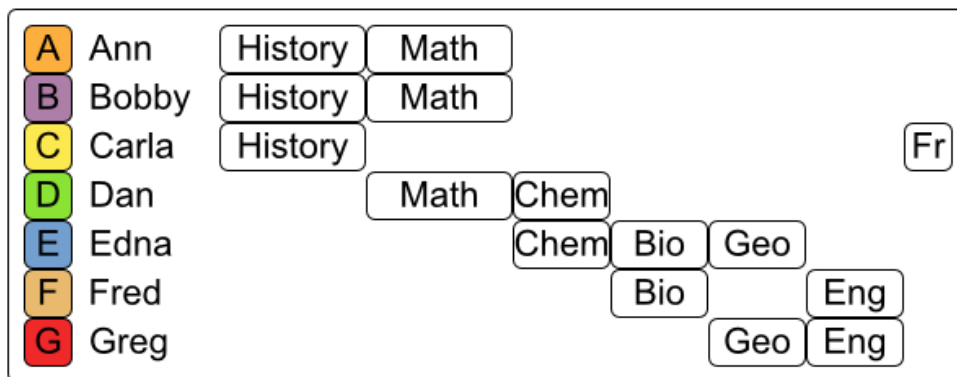 A Ann History Math
B Bobby History Math
C Carla History Fr
D Dan Math Chem
E Edna Chem Bio Geo
F Fred Bio Eng
G Greg Geo Eng